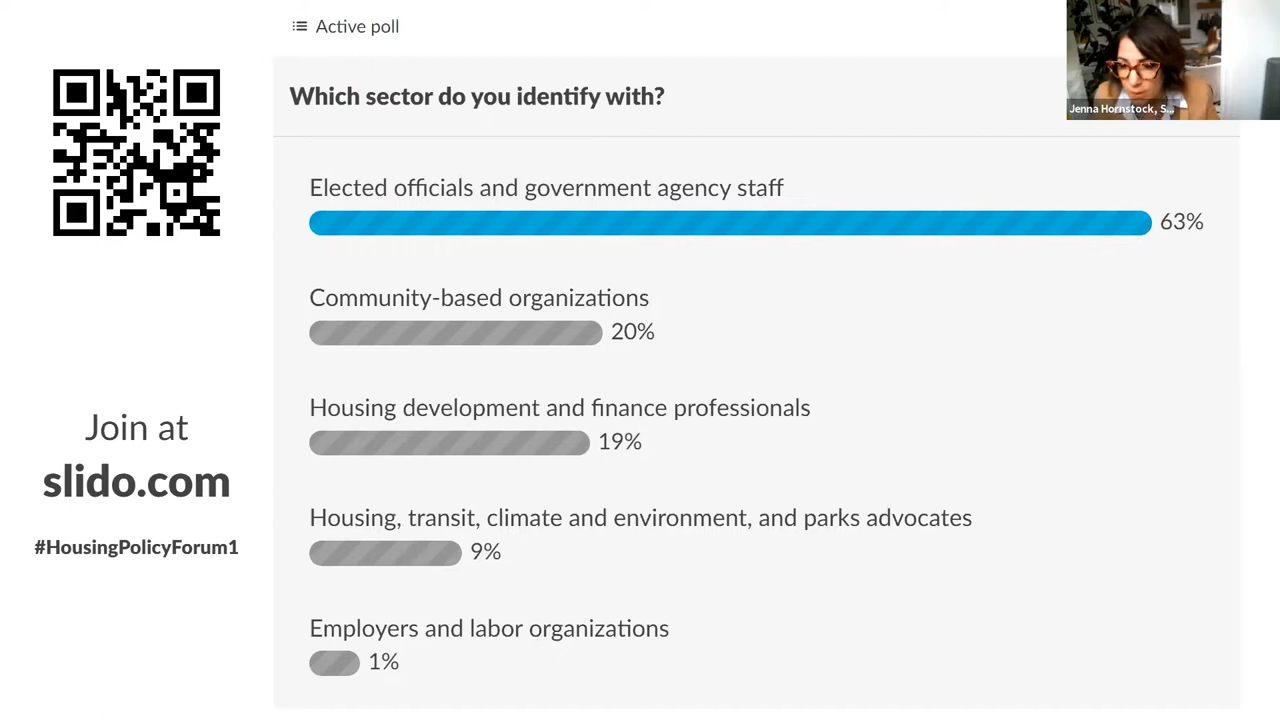 Active poll
Which sector do you identify with?
Jenna Hornstock, S...
Elected officials and government agency staff
63%
Community-based organizations
20%
Housing development and finance professionals
19%
Housing, transit, climate and environment, and parks advocates
9%
Employers and labor organizations
1%
Join at
slido.com
#HousingPolicyForum1